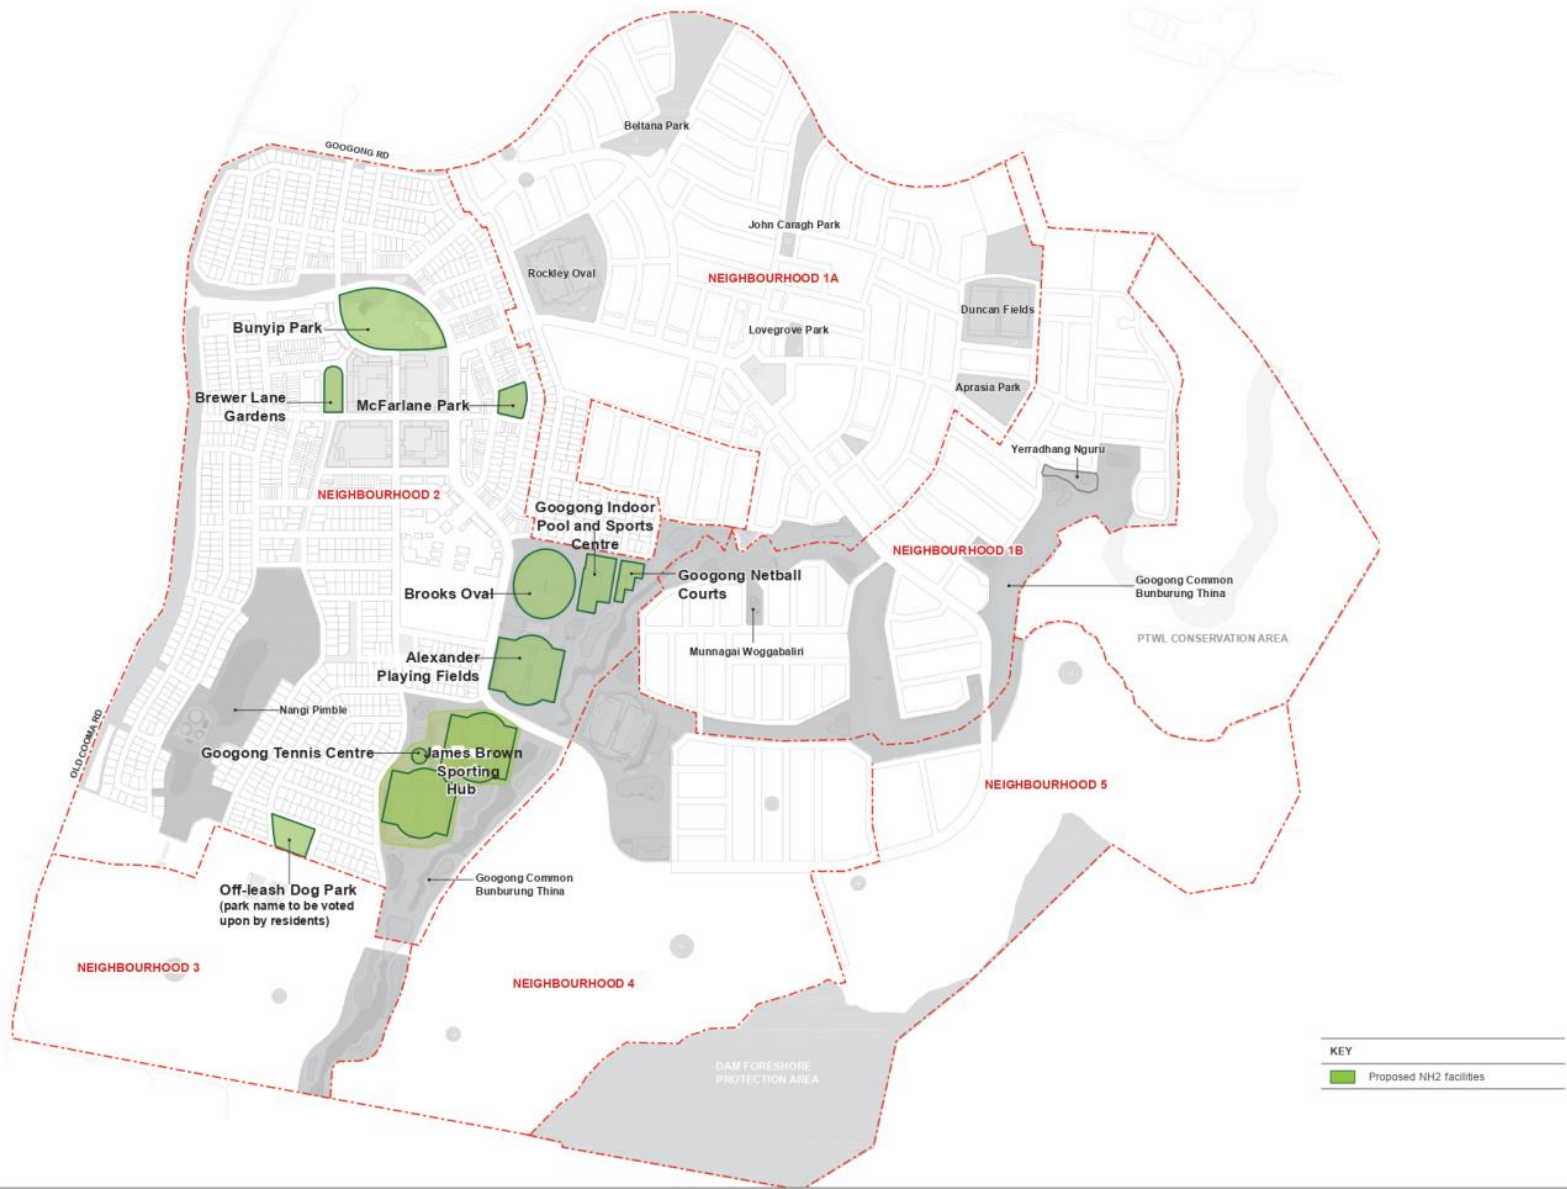 Beltana Park
GOOGONG RD
John Caragh Park
Rockley Oval
NEIGHBOURHOOD 1A
Duncan Fields
Bunyip Park
Lovegrove Park
Aprasia Park
Brewer Lane
Gardens
McFarlane Park
Yerradhang Nguru
NEIGHBOURHOOD 2
Googong Indoor
Pool and Sports
Centre
NEIGHBOURHOOD 1B
Googong Netball
Courts
Googong Common
Bunburung Thina
Brooks Oval
PTWL CONSERVATION AREA
Munnagai Woggabaliri
Alexander
Playing Fields
Nangi Pimble
OLD COOMA RD
Googong Tennis Centre
James Brown
Sporting
Hub
NEIGHBOURHOOD 5
Off-leash Dog Park
(park name to be voted
upon by residents)
Googong Common
Bunburung Thina
NEIGHBOURHOOD 3
NEIGHBOURHOOD 4
DAM FORESHORE
PROTECTION AREA
KEY
Proposed NH2 facilities